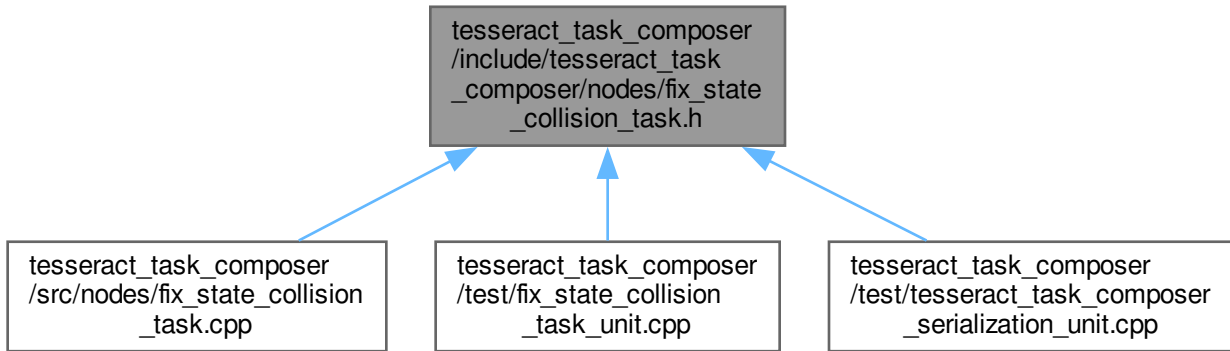 tesseract_task_composer
/include/tesseract_task
_composer/nodes/fix_state
_collision_task.h
tesseract_task_composer
/src/nodes/fix_state_collision
_task.cpp
tesseract_task_composer
/test/fix_state_collision
_task_unit.cpp
tesseract_task_composer
/test/tesseract_task_composer
_serialization_unit.cpp